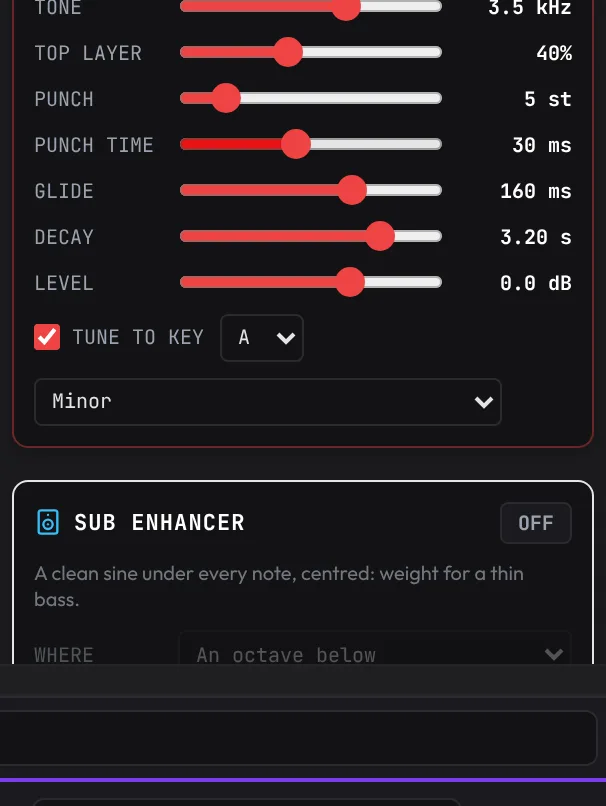 TONE 3.5 kHz
TOP LAYER 40%
PUNCH 5 st
PUNCH TIME 30 ms
GLIDE 160 ms
DECAY 3.20 s
LEVEL 0.0 dB
TUNE TO KEY A
Minor
SUB ENHANCER OFF
A clean sine under every note, centred: weight for a thin
bass.
WHERE An octave below